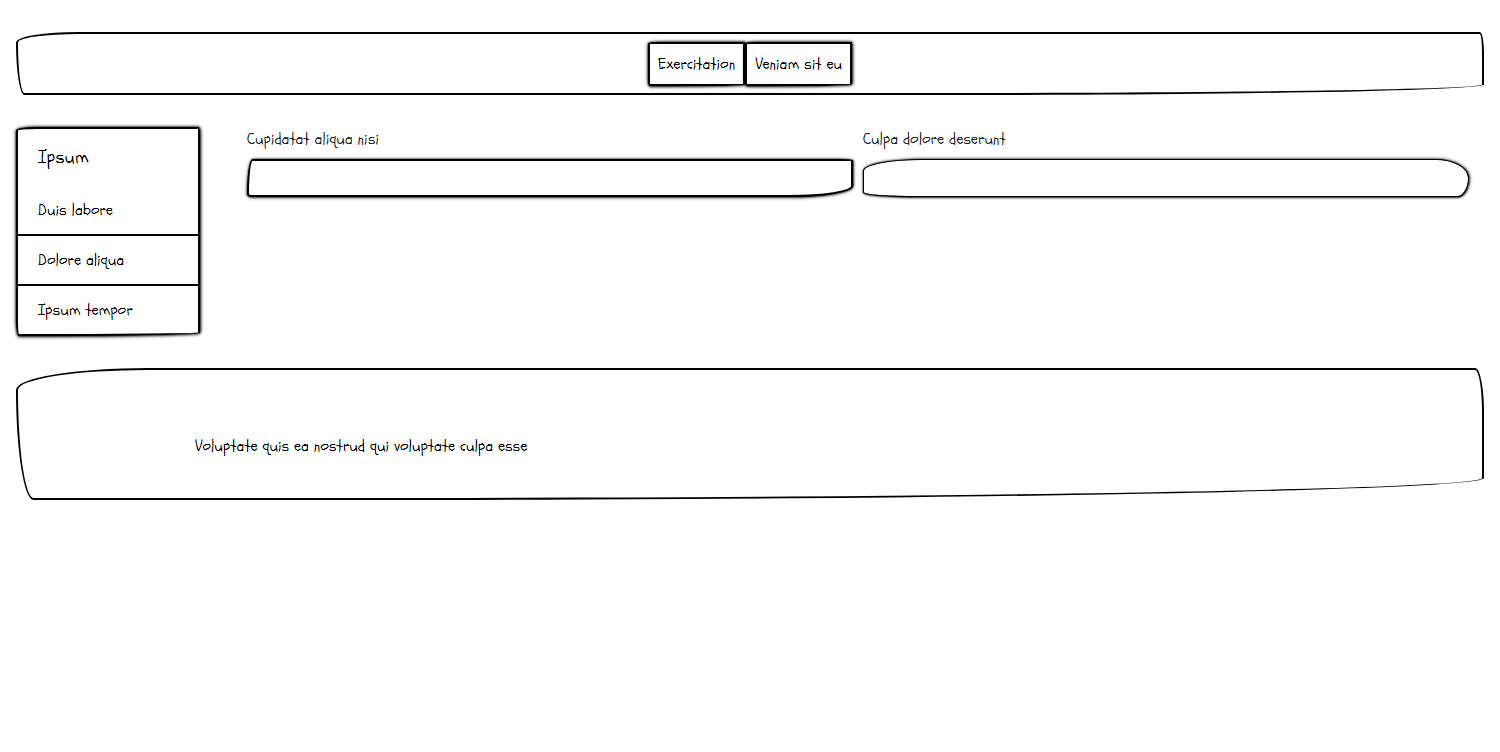 Exercitation Veniam sit eu
Ipsum
Duis labore
Dolore aliqua
Ipsum tempor
Cupidatat aliqua nisi
Culpa dolore deserunt
Voluptate quis ea nostrud qui voluptate culpa esse